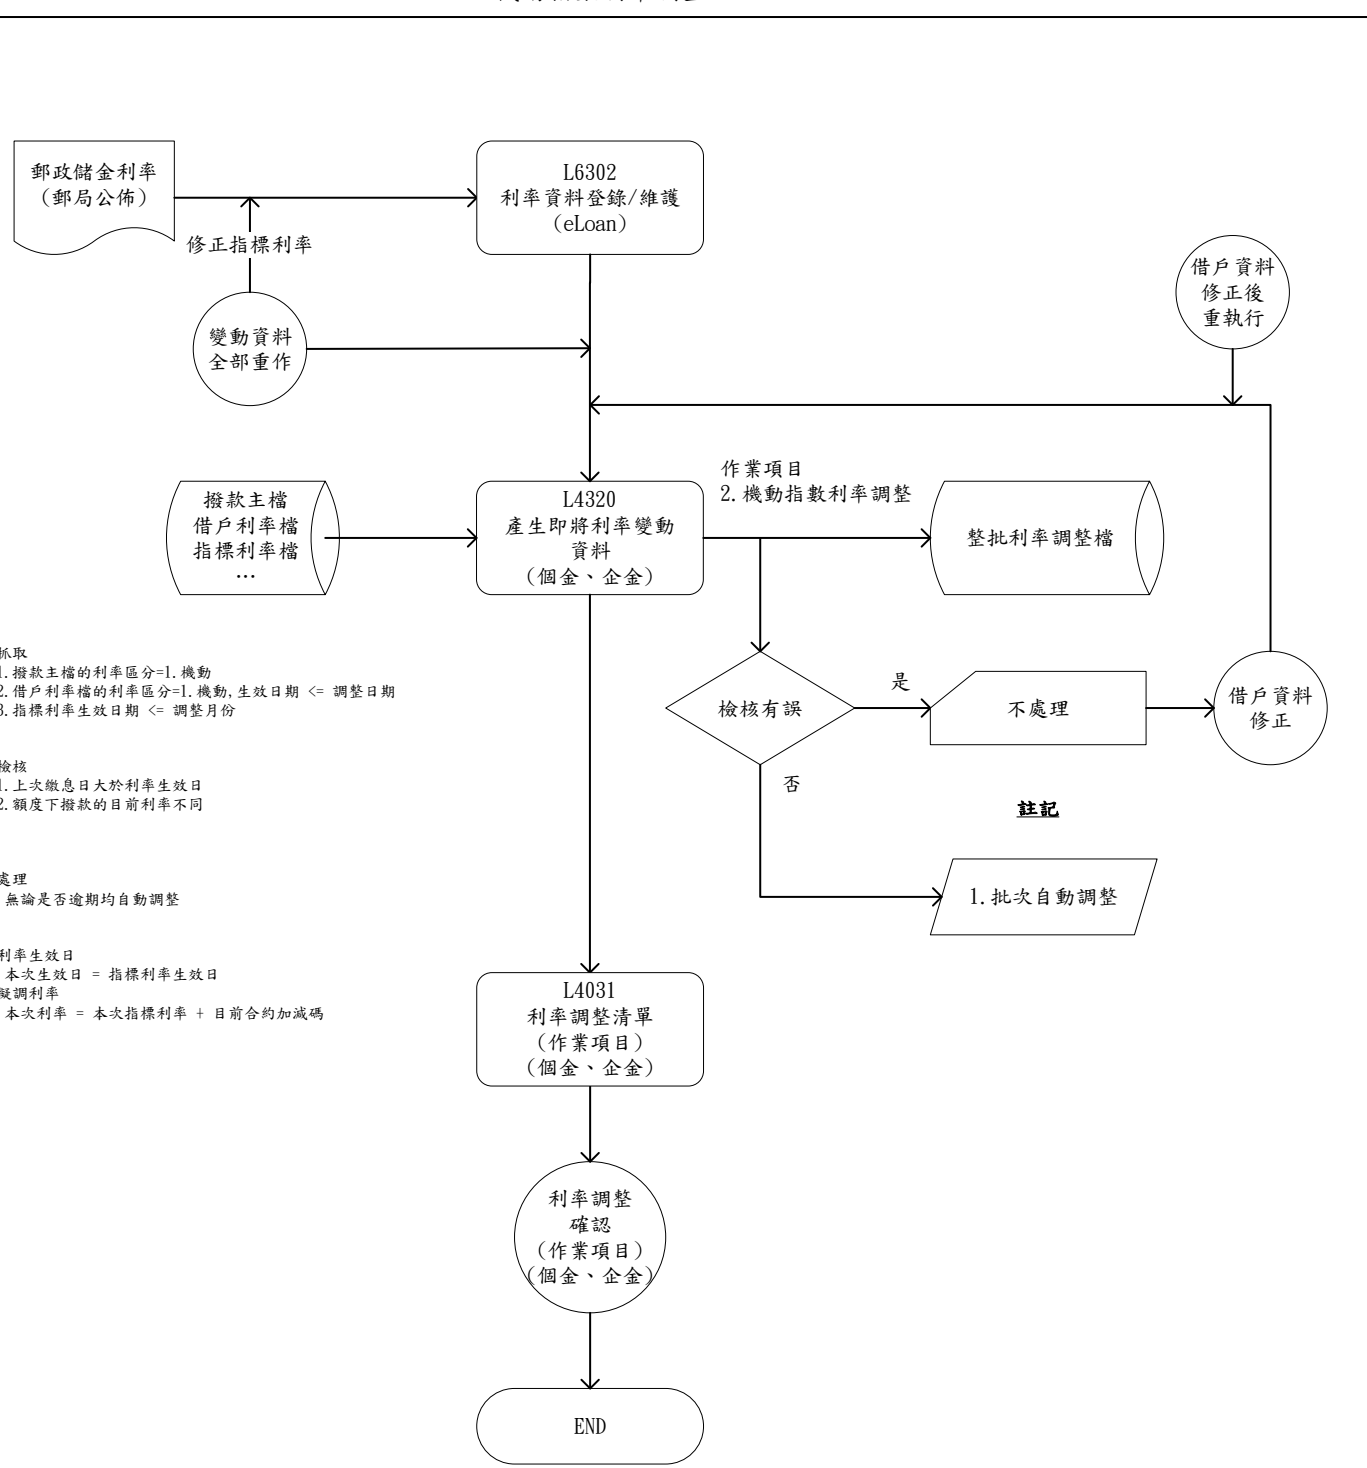 郵政儲金利率
(郵局公佈)
L6302
利率資料登錄/維護
(eLoan)
修正指標利率
借戶資料
修正後
重執行
變動資料
全部重作
作業項目
2.機動指數利率調整
撥款主檔
借戶利率檔
指標利率檔
…
L4320
產生即將利率變動
資料
(個金、企金)
整批利率調整檔
抓取
1.撥款主檔的利率區分=1.機動
2.借戶利率檔的利率區分=1.機動,生效日期 <= 調整日期
3.指標利率生效日期 <= 調整月份
檢核有誤
是
不處理
借戶資料
修正
否
檢核
1.上次繳息日大於利率生效日
2.額度下撥款的目前利率不同
註記
處理
無論是否逾期均自動調整
1.批次自動調整
利率生效日
本次生效日 = 指標利率生效日
擬調利率
本次利率 = 本次指標利率 + 目前合約加減碼
L4031
利率調整清單
(作業項目)
(個金、企金)
利率調整
確認
(作業項目)
(個金、企金)
END